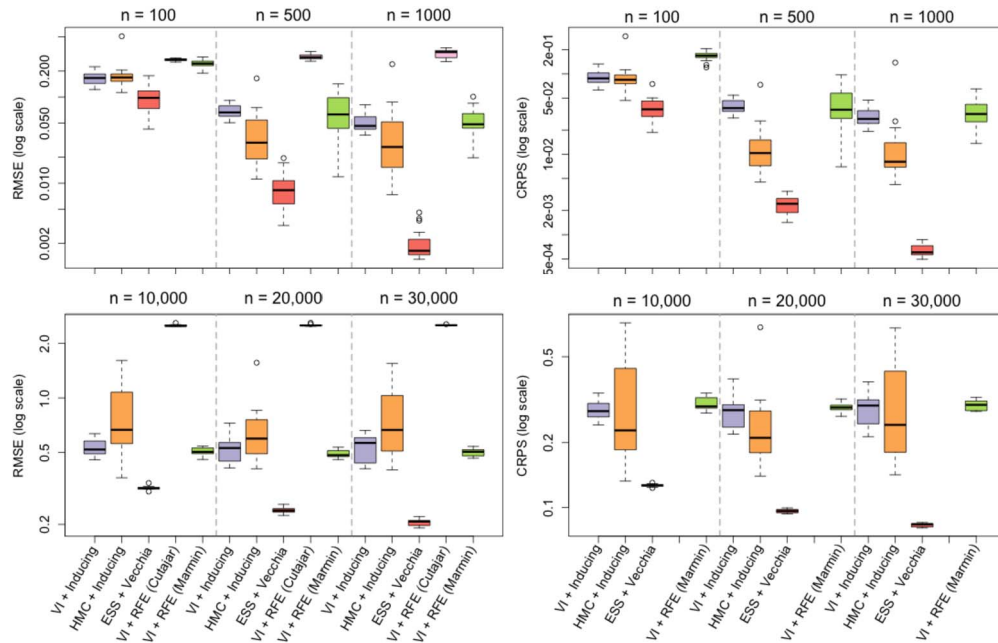 n = 100 n = 500 n = 1000
RMSE (log scale)
0.200
0.050
0.010
0.002
n = 100 n = 500 n = 1000
CRPS (log scale)
2e-01
5e-02
1e-02
2e-03
5e-04
n = 10,000 n = 20,000 n = 30,000
RMSE (log scale)
2.0
1.0
0.5
0.2
VI + Inducing
HMC + Inducing
ESS + Vecchia
VI + RFE (Cutajar)
VI + RFE (Marmin)
VI + Inducing
HMC + Inducing
ESS + Vecchia
VI + RFE (Cutajar)
VI + RFE (Marmin)
VI + Inducing
HMC + Inducing
ESS + Vecchia
VI + RFE (Cutajar)
VI + RFE (Marmin)
n = 10,000 n = 20,000 n = 30,000
CRPS (log scale)
0.5
0.2
0.1
VI + Inducing
HMC + Inducing
ESS + Vecchia
VI + RFE (Marmin)
VI + Inducing
HMC + Inducing
ESS + Vecchia
VI + RFE (Marmin)
VI + Inducing
HMC + Inducing
ESS + Vecchia
VI + RFE (Marmin)